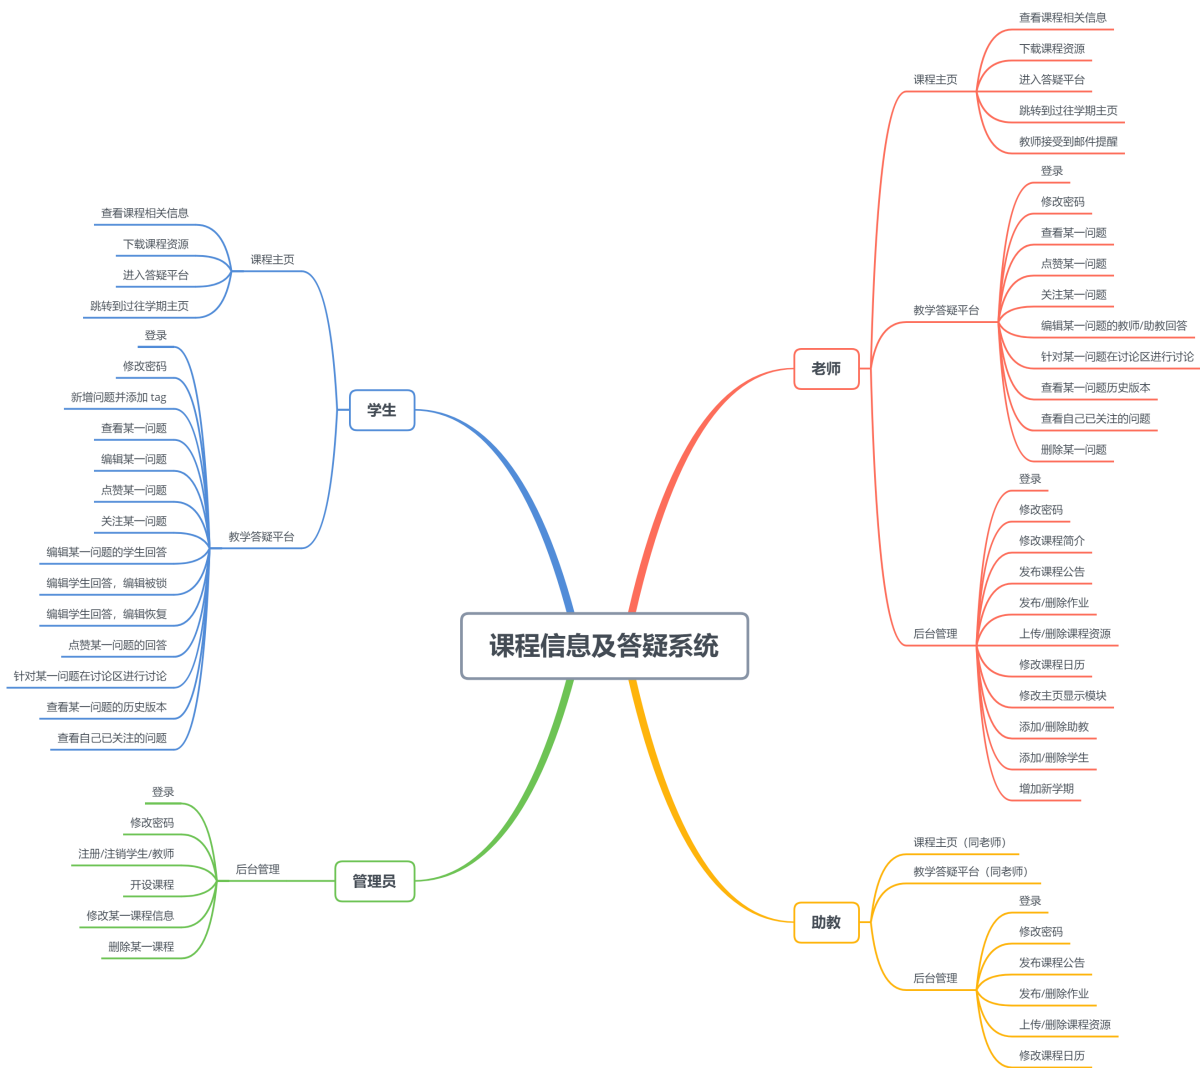 课程信息及答疑系统
老师
课程主页
查看课程相关信息
下载课程资源
进入答疑平台
跳转到过往学期主页
教师接受到邮件提醒
教学答疑平台
登录
修改密码
查看某一问题
点赞某一问题
关注某一问题
编辑某一问题的教师/助教回答
针对某一问题在讨论区进行讨论
查看某一问题历史版本
查看自己已关注的问题
删除某一问题
后台管理
登录
修改密码
修改课程简介
发布课程公告
发布/删除作业
上传/删除课程资源
修改课程日历
修改主页显示模块
添加/删除助教
添加/删除学生
增加新学期
助教
课程主页（同老师）
教学答疑平台（同老师）
后台管理
登录
修改密码
发布课程公告
发布/删除作业
上传/删除课程资源
修改课程日历
学生
课程主页
查看课程相关信息
下载课程资源
进入答疑平台
跳转到过往学期主页
教学答疑平台
登录
修改密码
新增问题并添加 tag
查看某一问题
编辑某一问题
点赞某一问题
关注某一问题
编辑某一问题的学生回答
编辑学生回答，编辑被锁
编辑学生回答，编辑恢复
点赞某一问题的回答
针对某一问题在讨论区进行讨论
查看某一问题的历史版本
查看自己已关注的问题
管理员
后台管理
登录
修改密码
注册/注销学生/教师
开设课程
修改某一课程信息
删除某一课程